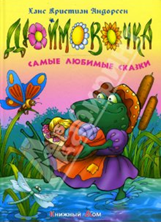 Ханс Кристиан Андерсен
ДЮЙМОВОЧКА
САМЫЕ ЛЮБИМЫЕ СКАЗКИ
КНИЖНЫЙ ДОМ